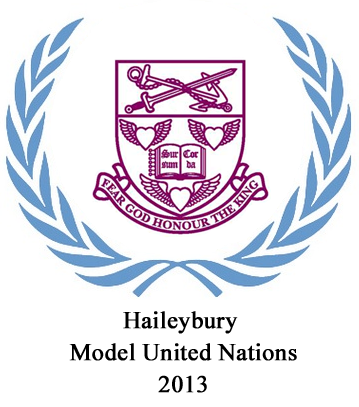 Sur Cor
sum da
FEAR GOD HONOUR THE KING
Haileybury
Model United Nations
2013